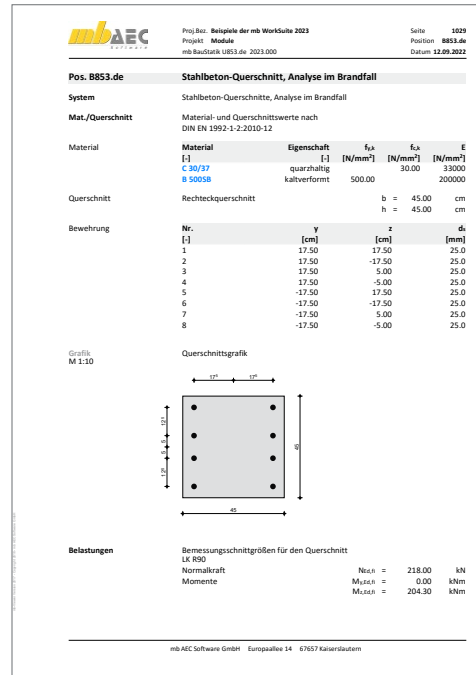 mbAEC
Software
Proj.Bez. Beispiele der mb WorkSuite 2023 Seite 1029
Projekt Module Position B853.de
mb BauStatik U853.de 2023.000 Datum 12.09.2022
Pos. B853.de Stahlbeton-Querschnitt, Analyse im Brandfall
System Stahlbeton-Querschnitte, Analyse im Brandfall
Mat./Querschnitt Material- und Querschnittswerte nach
DIN EN 1992-1-2:2010-12
Material Material Eigenschaft fy,k fc,k E
[-] [-] [N/mm²] [N/mm²] [N/mm²]
C 30/37 quarzhaltig 30.00 33000
B 500SB kaltverformt 500.00 200000
Querschnitt Rechteckquerschnitt b = 45.00 cm
h = 45.00 cm
Bewehrung Nr. y z ds
[-] [cm] [cm] [mm]
1 17.50 17.50 25.0
2 17.50 -17.50 25.0
3 17.50 5.00 25.0
4 17.50 -5.00 25.0
5 -17.50 17.50 25.0
6 -17.50 -17.50 25.0
7 -17.50 5.00 25.0
8 -17.50 -5.00 25.0
Grafik Querschnittsgrafik
M 1:10
17⁵ 17⁵
12⁵
5
5
12⁵
45
45
Belastungen Bemessungsschnittgrößen für den Querschnitt
LK R90
Normalkraft NEd,fi = 218.00 kN
Momente My,Ed,fi = 0.00 kNm
Mz,Ed,fi = 204.30 kNm
mb AEC Software GmbH Europaallee 14 67657 Kaiserslautern